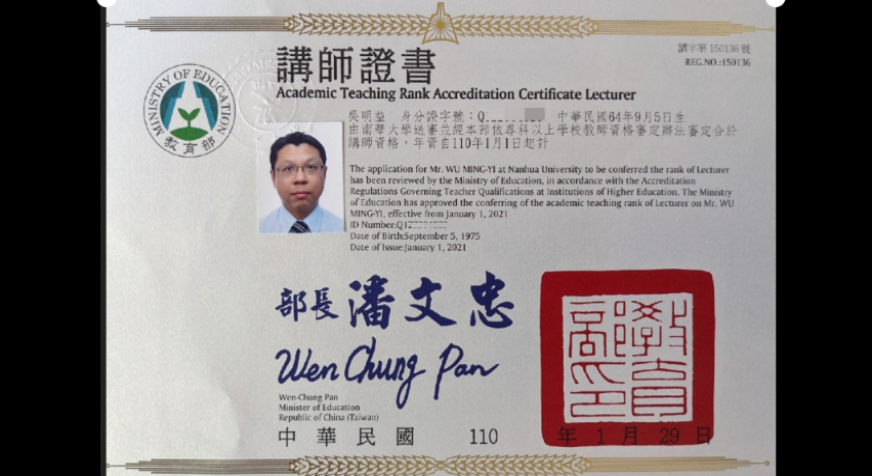 講師證書
講字第 150136 號
REG.NO.:150136
Academic Teaching Rank Accreditation Certificate Lecturer
MINISTRY OF EDUCATION
教育部
吳明益 身分證字號：Q 中華民國64年9月5日生
由南華大學送審並經本部依專科以上學校教師資格審定辦法審定合於
講師資格，年資自110年1月1日起計
The application for Mr. WU MING-YI at Nanhua University to be conferred the rank of Lecturer
has been reviewed by the Ministry of Education, in accordance with the Accreditation
Regulations Governing Teacher Qualifications at Institutions of Higher Education. The Ministry
of Education has approved the conferring of the academic teaching rank of Lecturer on Mr. WU
MING-YI, effective from January 1, 2021
ID Number:Q12
Date of Birth:September 5, 1975
Date of Issue:January 1, 2021
部長 潘文忠
Wen Chung Pan
Wen-Chung Pan
Minister of Education
Republic of China (Taiwan)
教育部印
中華民國 110 年 1 月 29 日